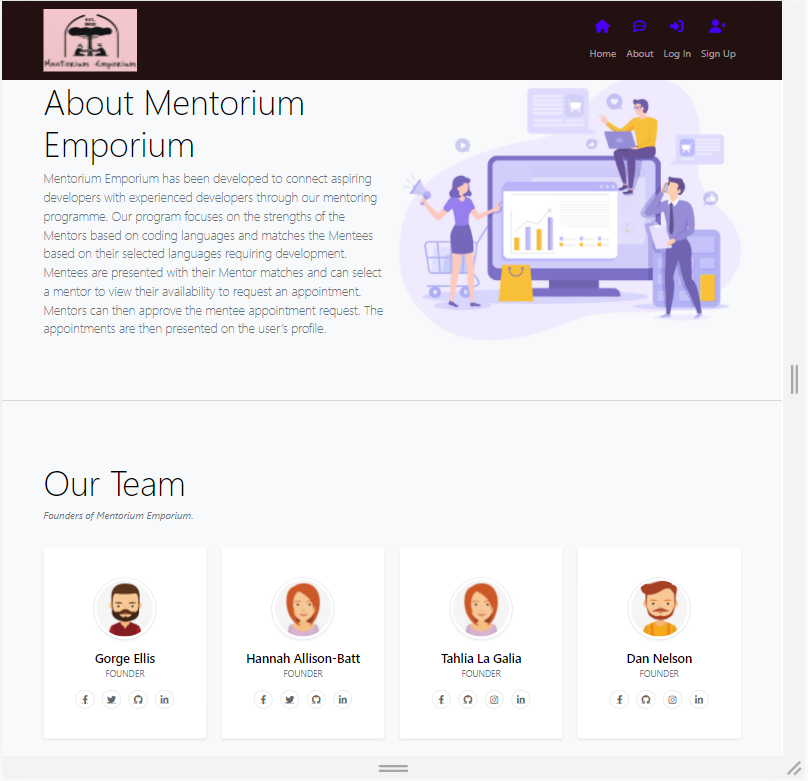 EST.
Mentorium Emporium
Home About Log In Sign Up
About Mentorium
Emporium
Mentorium Emporium has been developed to connect aspiring
developers with experienced developers through our mentoring
programme. Our program focuses on the strengths of the
Mentors based on coding languages and matches the Mentees
based on their selected languages requiring development.
Mentees are presented with their Mentor matches and can select
a mentor to view their availability to request an appointment.
Mentors can then approve the mentee appointment request. The
appointments are then presented on the user's profile.
Our Team
Founders of Mentorium Emporium.
Gorge Ellis
FOUNDER
Hannah Allison-Batt
FOUNDER
Tahlia La Galia
FOUNDER
Dan Nelson
FOUNDER